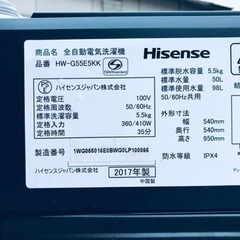 商品名 全自動電気洗濯機
Hisense
品番 HW-G55E5KK
ハイセンスジャパン株式会社
定格電圧 100V
定格周波数 50/60Hz共用
標準洗濯容量 5.5kg
定格消費電力 360/410W
定格時間 35分
製造番号 1WG055016E0BWG0LP100856
ハイセンスジャパン株式会社 2017年製
中国製
標準脱水容量 5.5kg
標準水量 50L
標準使用水量 98L
50/60Hz
外形寸法 幅 540mm
奥行 540mm
高さ 950mm
防水等級 IPX4